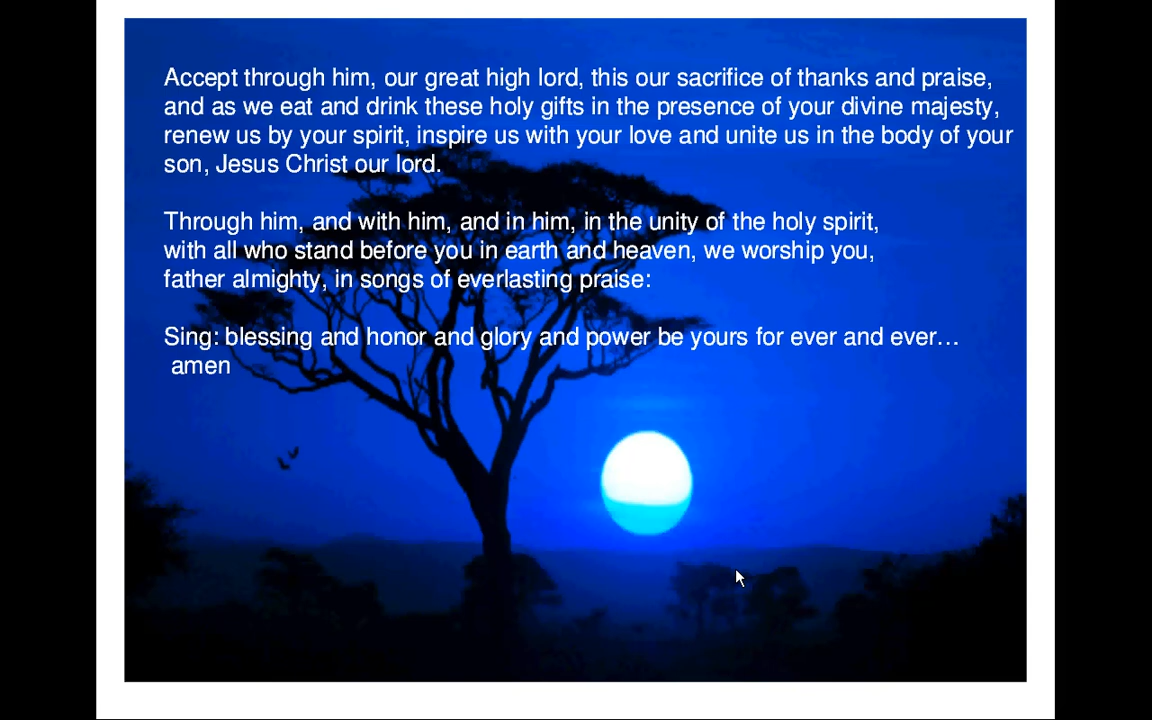 Accept through him, our great high lord, this our sacrifice of thanks and praise,
and as we eat and drink these holy gifts in the presence of your divine majesty,
renew us by your spirit, inspire us with your love and unite us in the body of your
son, Jesus Christ our lord.
Through him, and with him, and in him, in the unity of the holy spirit,
with all who stand before you in earth and heaven, we worship you,
father almighty, in songs of everlasting praise:
Sing: blessing and honor and glory and power be yours for ever and ever…
amen